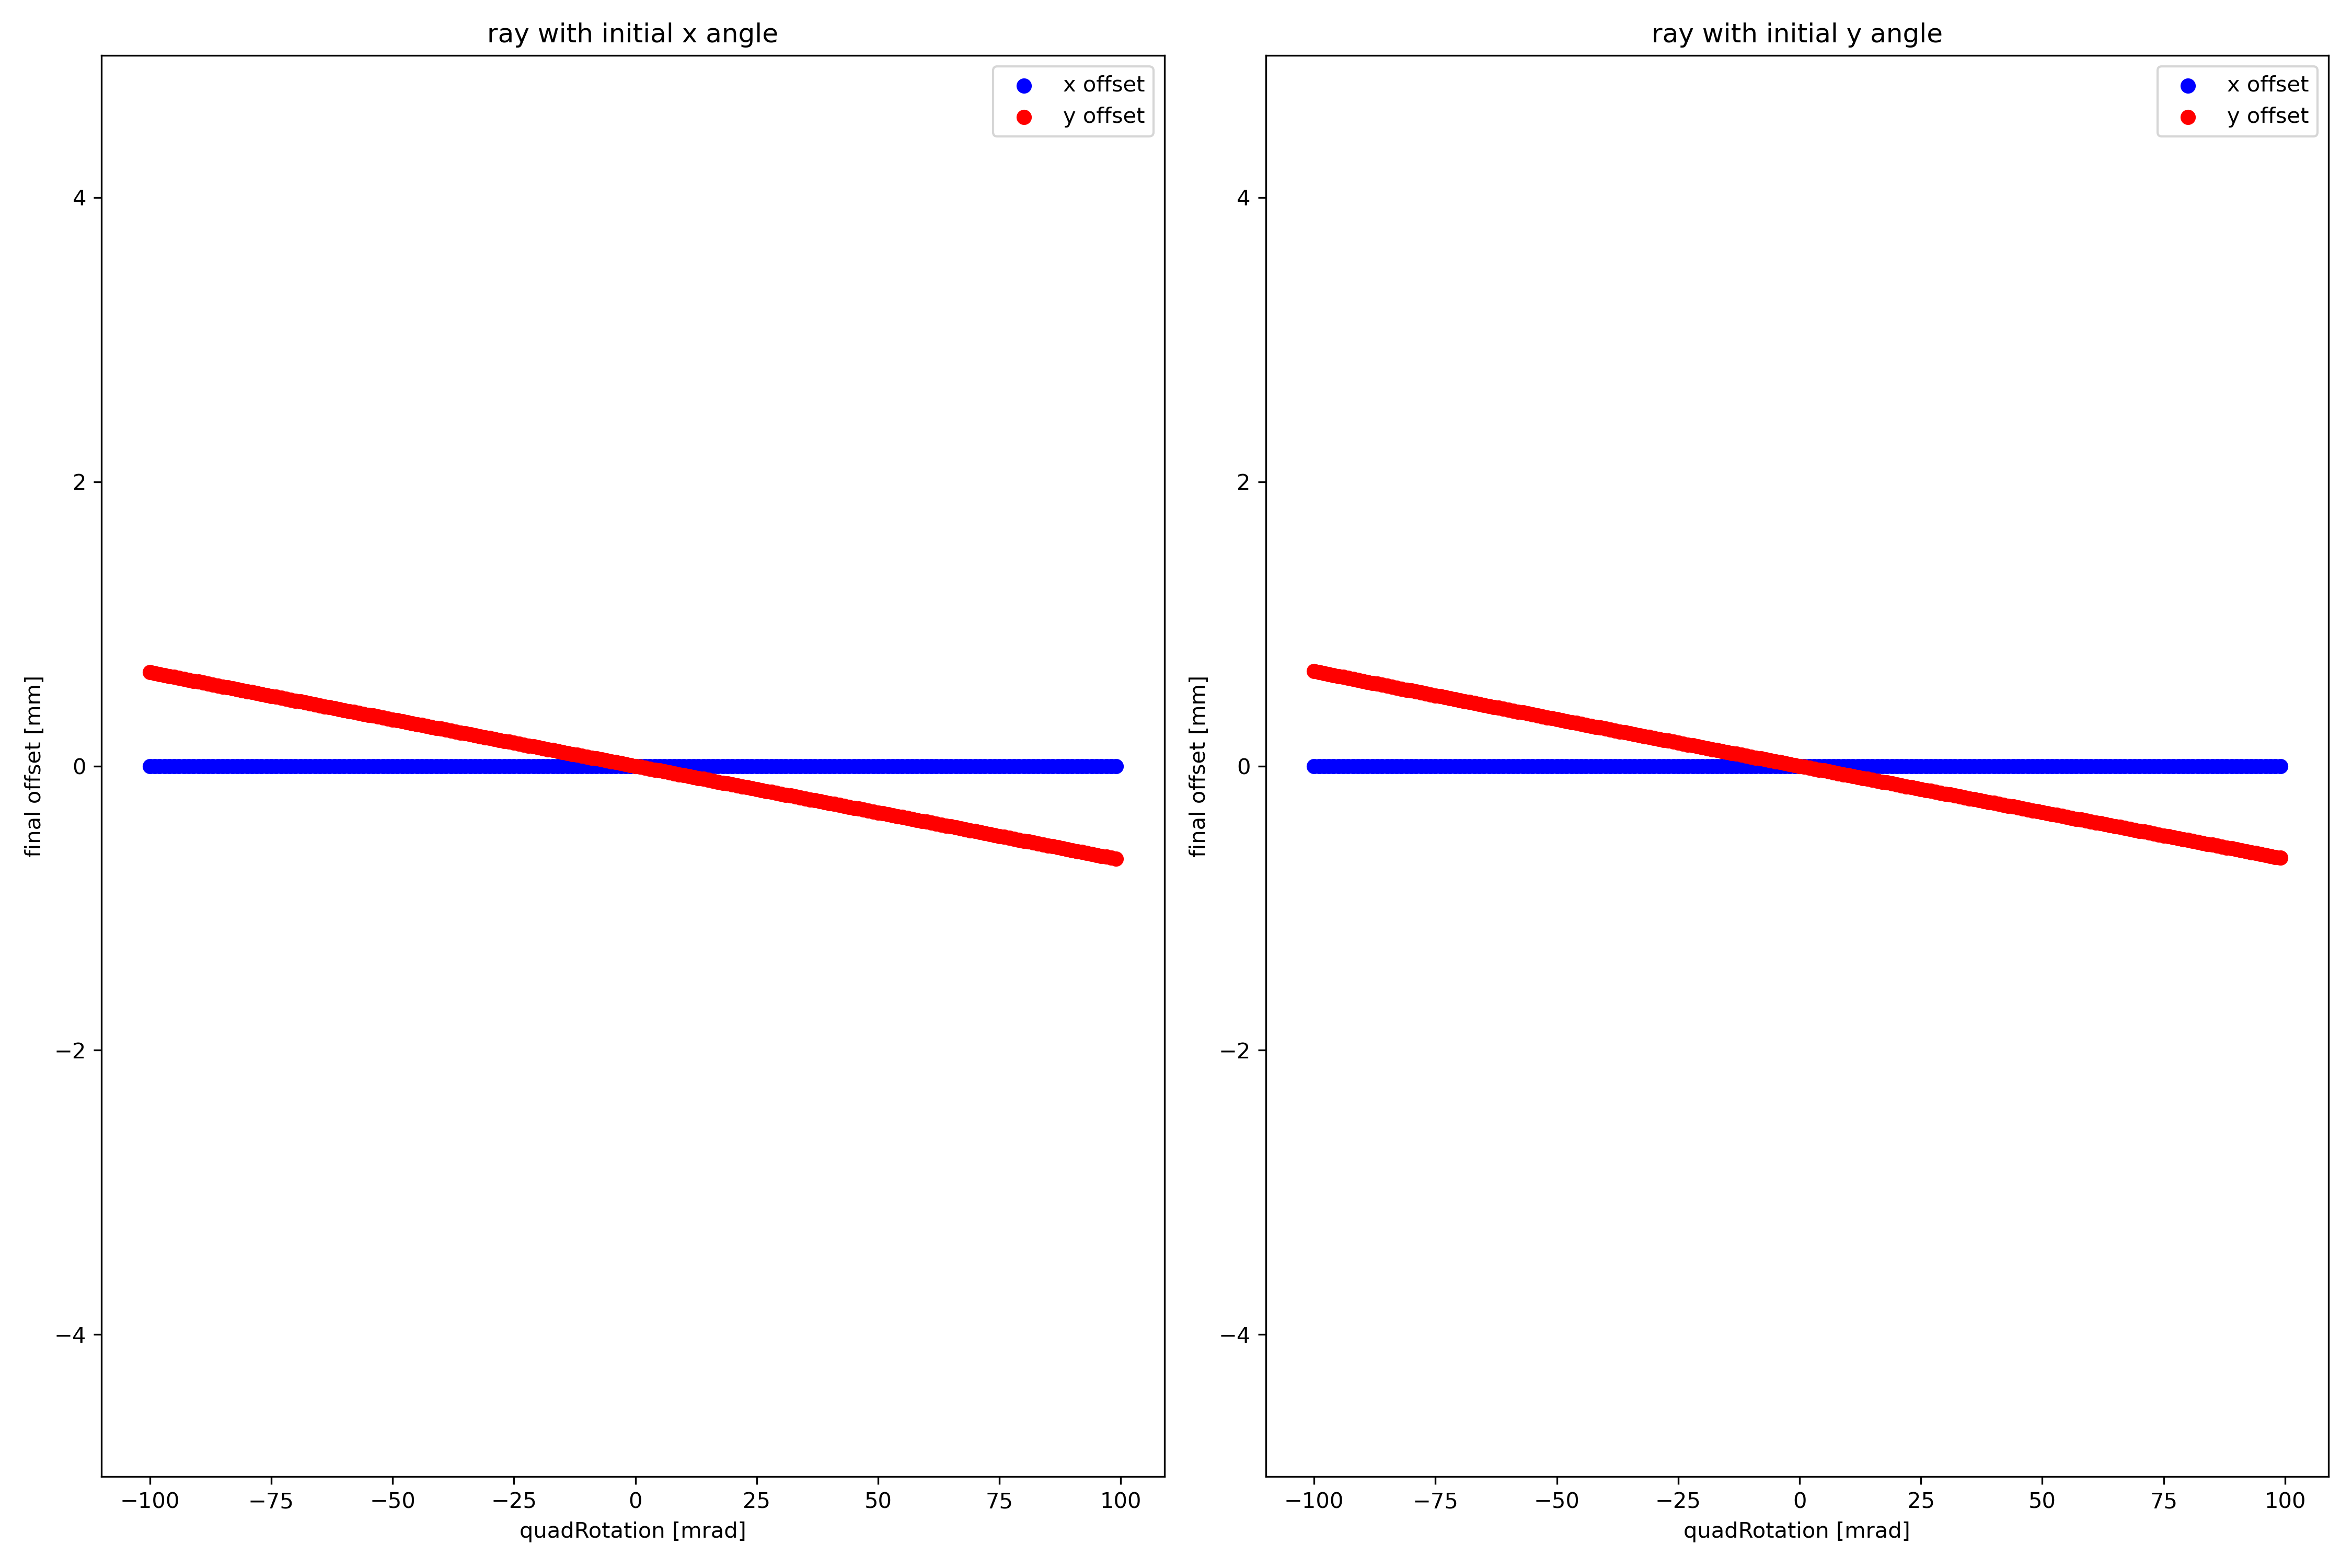 ray with initial x angle
x offset
y offset
4
2
0
−2
−4
final offset [mm]
−100 −75 −50 −25 0 25 50 75 100
quadRotation [mrad]
ray with initial y angle
x offset
y offset
4
2
0
−2
−4
final offset [mm]
−100 −75 −50 −25 0 25 50 75 100
quadRotation [mrad]